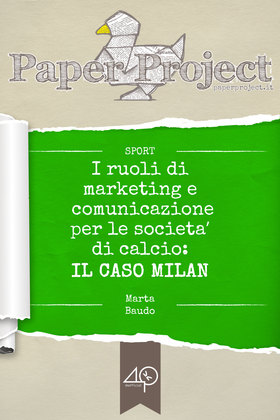 Paper Project
paperproject.it
SPORT
I ruoli di
marketing e
comunicazione
per le societa'
di calcio:
IL CASO MILAN
Marta
Baudo